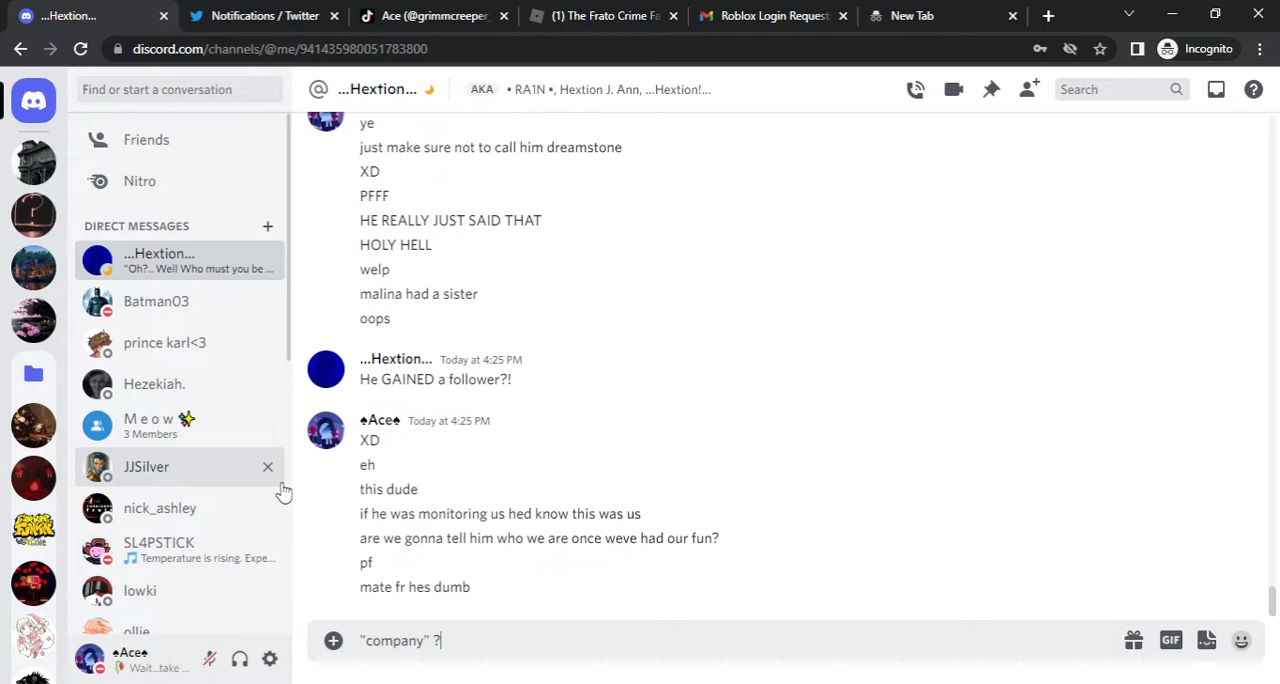 ...Hextion...
Notifications / Twitter
Ace (@grimmcreeper_
(1) The Frato Crime Fa
Gmail Roblox Login Request
New Tab
discord.com/channels/@me/941435980051783800
Incognito
Find or start a conversation
Friends
Nitro
DIRECT MESSAGES
...Hextion...
"Oh?.. Well Who must you be ...
Batman03
prince karl<3
Hezekiah.
M e o w ✨
3 Members
JJSilver
nick_ashley
SL4PSTICK
🎵 Temperature is rising. Expe...
lowki
ollie
♠Ace♠
Wait...take ...
@ ...Hextion... 🌙
AKA • RA1N •, Hextion J. Ann, ...Hextion!...
Search
ye
just make sure not to call him dreamstone
XD
PFFF
HE REALLY JUST SAID THAT
HOLY HELL
welp
malina had a sister
oops
...Hextion... Today at 4:25 PM
He GAINED a follower?!
♠Ace♠ Today at 4:25 PM
XD
eh
this dude
if he was monitoring us hed know this was us
are we gonna tell him who we are once weve had our fun?
pf
mate fr hes dumb
"company" ?
GIF